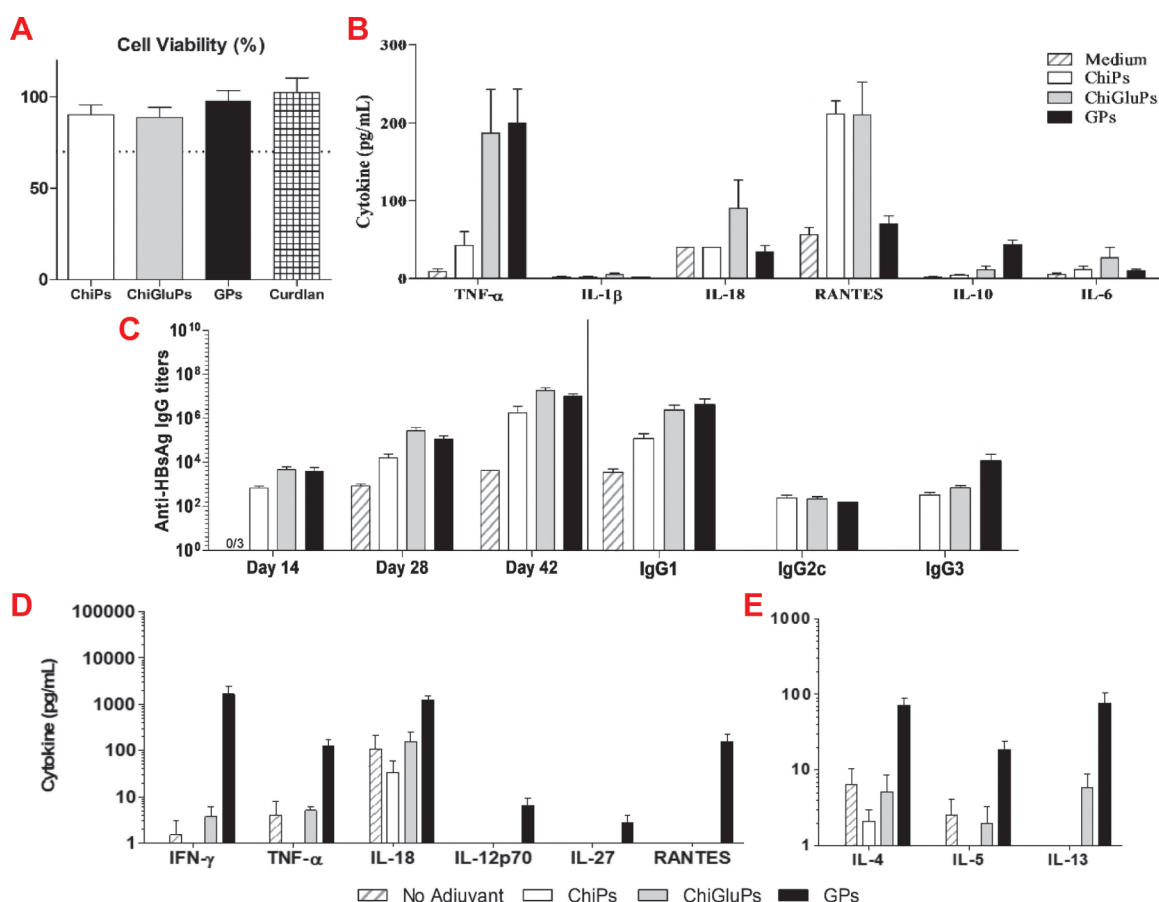 A
Cell Viability (%)
100
50
0
ChiPs ChiGluPs GPs Curdlan
B
Cytokine (pg/mL)
300
200
100
0
TNF-α IL-1β IL-18 RANTES IL-10 IL-6
Medium
ChiPs
ChiGluPs
GPs
C
Anti-HBsAg IgG titers
10^10
10^8
10^6
10^4
10^2
10^0
0/3
Day 14 Day 28 Day 42 IgG1 IgG2c IgG3
D
Cytokine (pg/mL)
100000
10000
1000
100
10
1
IFN-γ TNF-α IL-18 IL-12p70 IL-27 RANTES
E
1000
100
10
1
IL-4 IL-5 IL-13
No Adjuvant ChiPs ChiGluPs GPs